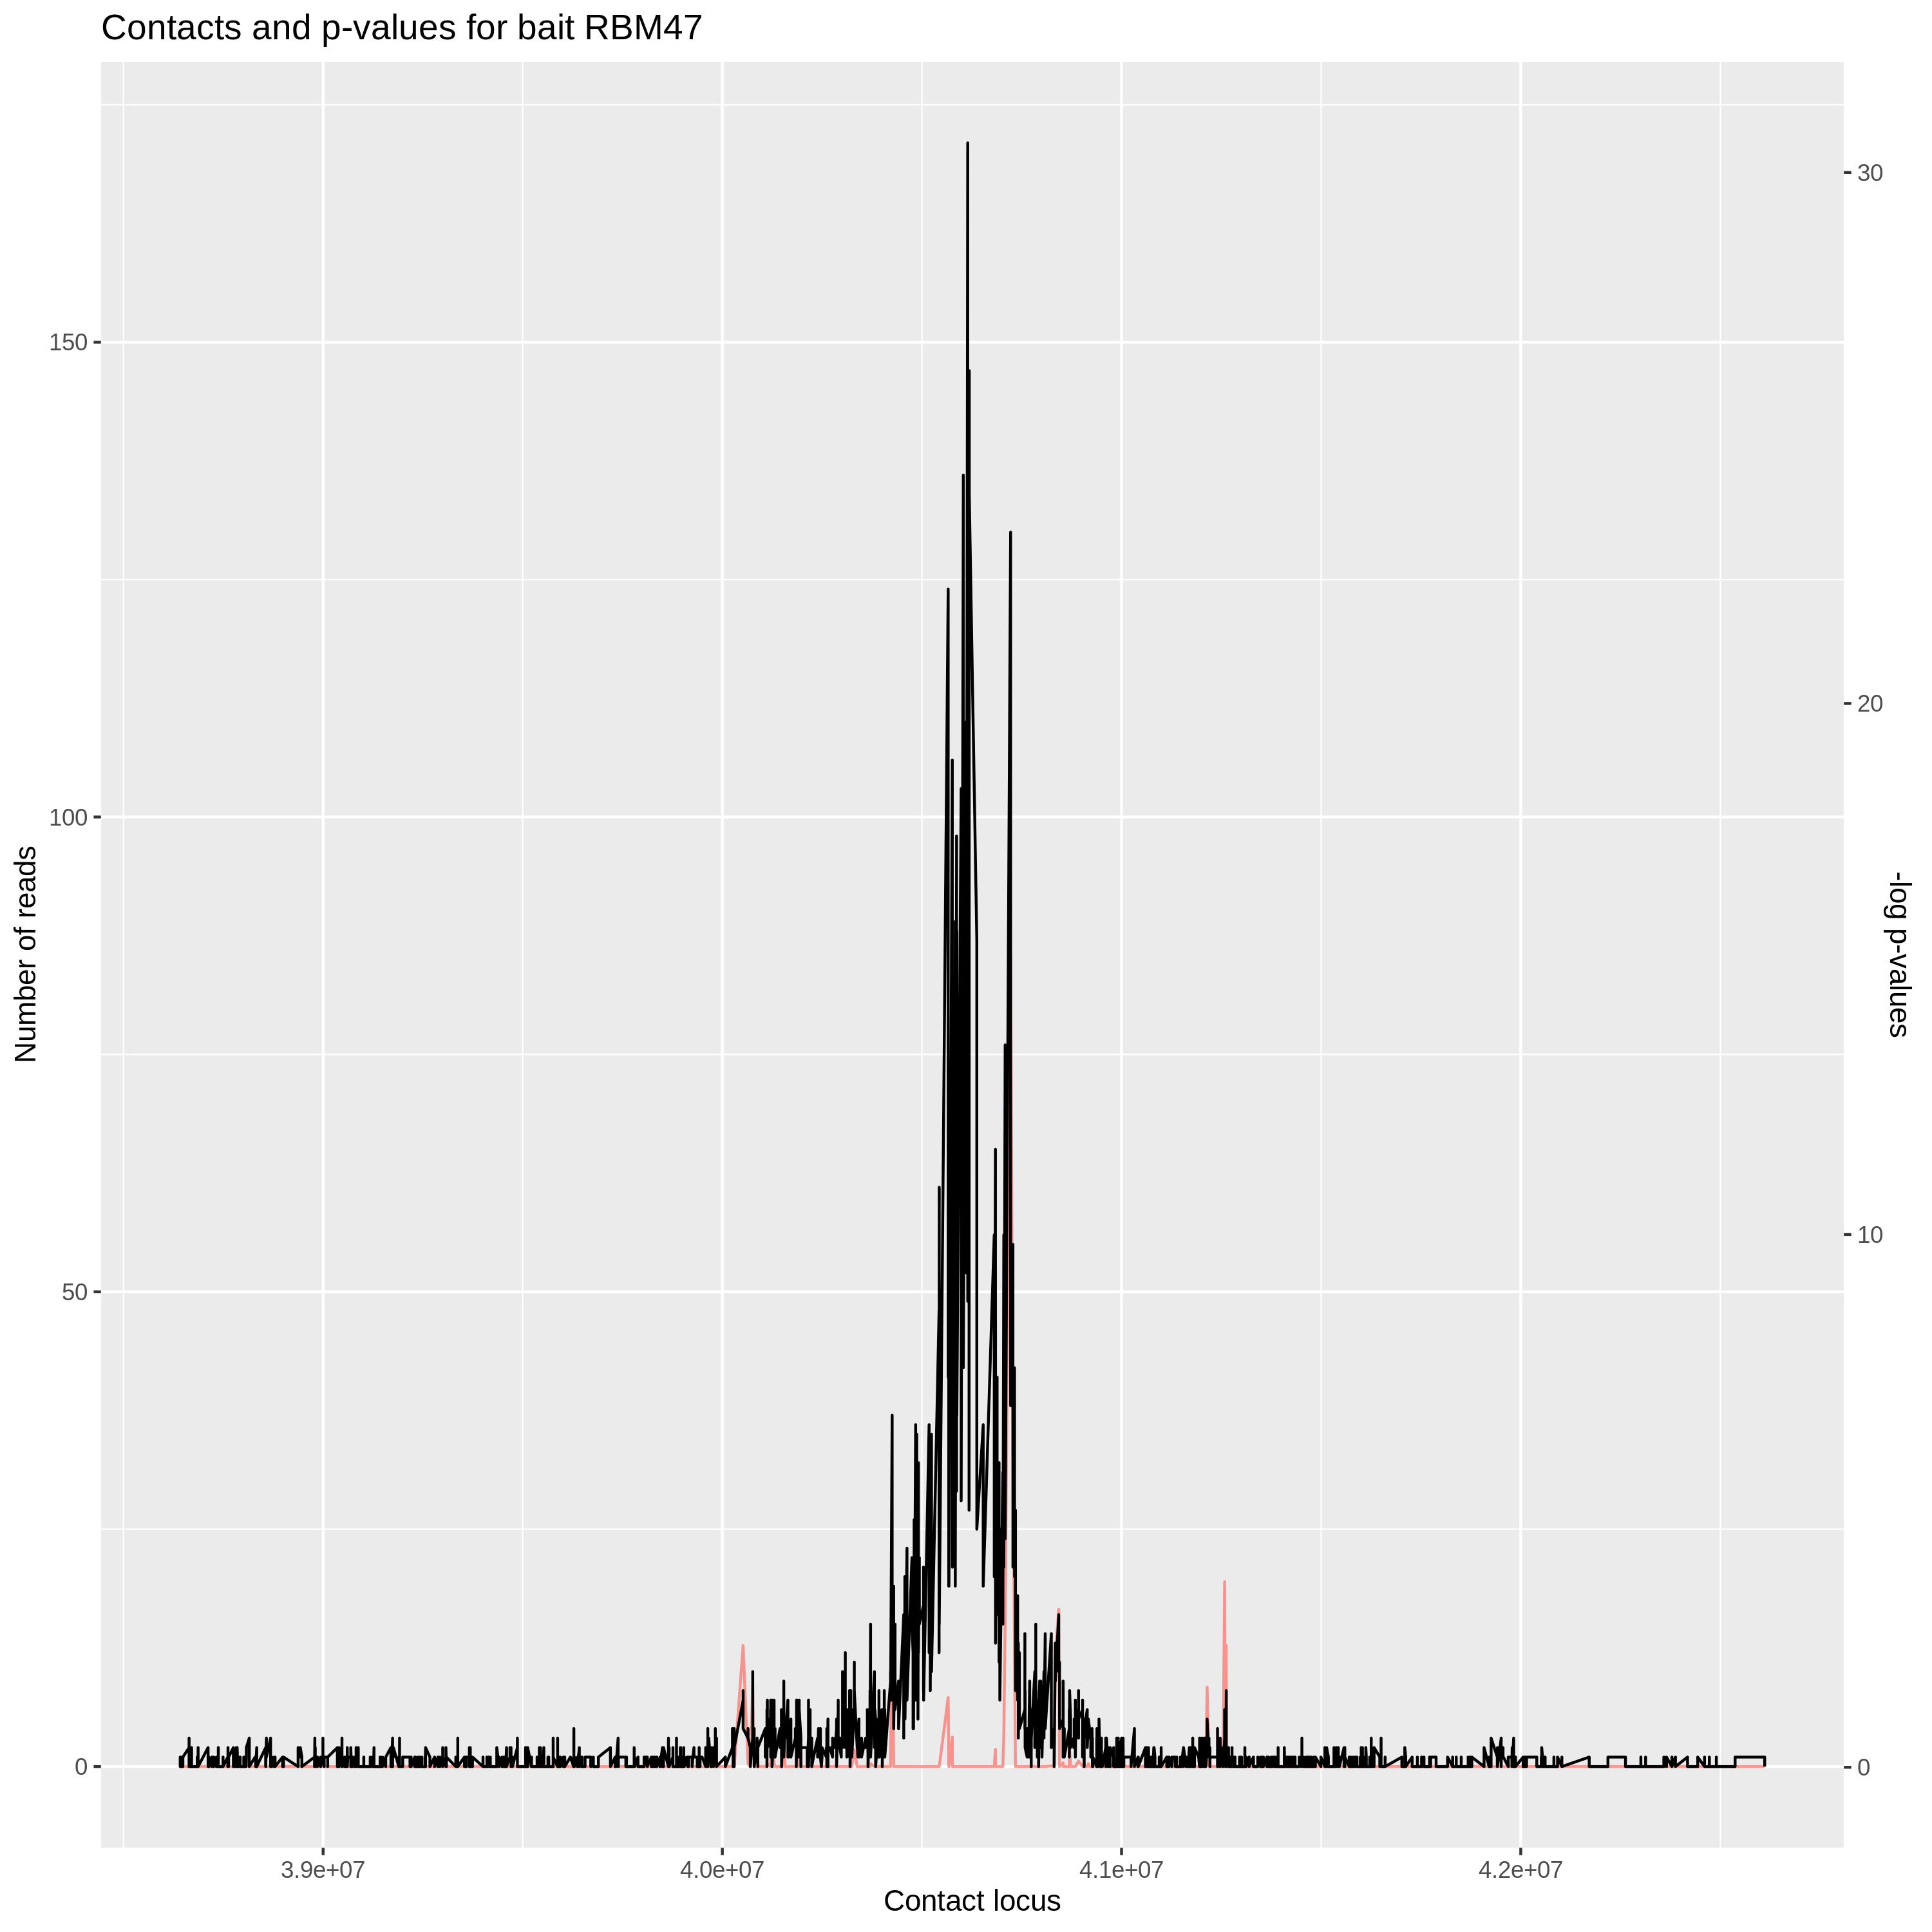 Contacts and p-values for bait RBM47
Number of reads
150
100
50
0
30
20
10
0
-log p-values
3.9e+07
4.0e+07
4.1e+07
4.2e+07
Contact locus